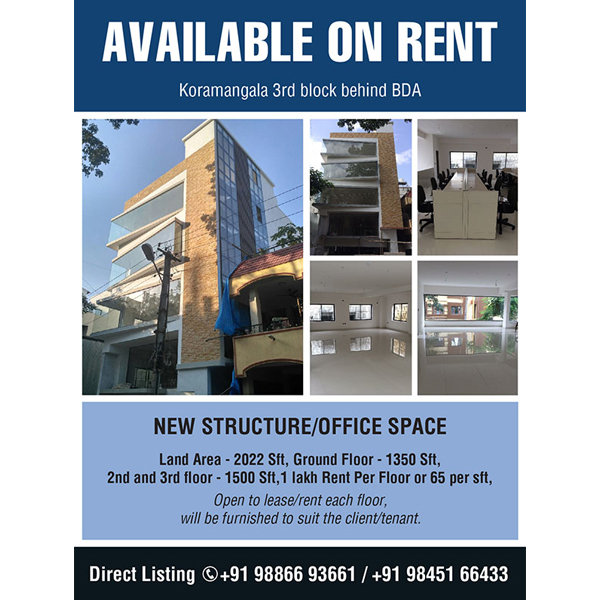 AVAILABLE ON RENT
Koramangala 3rd block behind BDA
NEW STRUCTURE/OFFICE SPACE
Land Area - 2022 Sft, Ground Floor - 1350 Sft,
2nd and 3rd floor - 1500 Sft,1 lakh Rent Per Floor or 65 per sft,
Open to lease/rent each floor,
will be furnished to suit the client/tenant.
Direct Listing +91 98866 93661 / +91 98451 66433